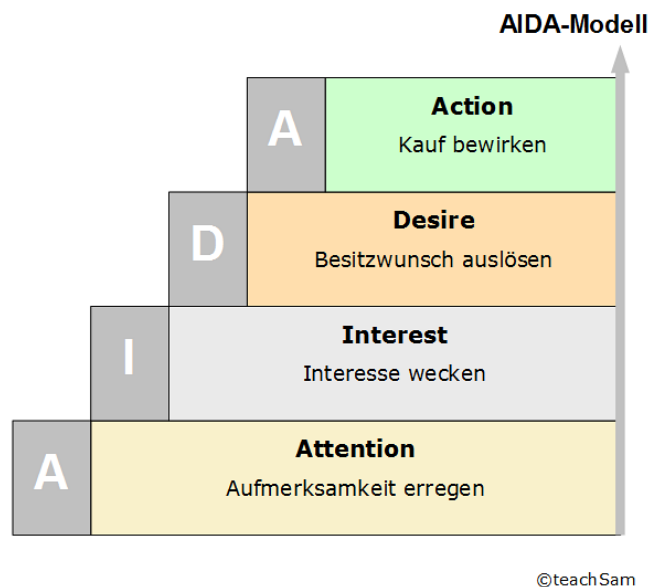 AIDA-Modell
A
Action
Kauf bewirken
D
Desire
Besitzwunsch auslösen
I
Interest
Interesse wecken
A
Attention
Aufmerksamkeit erregen
©teachSam